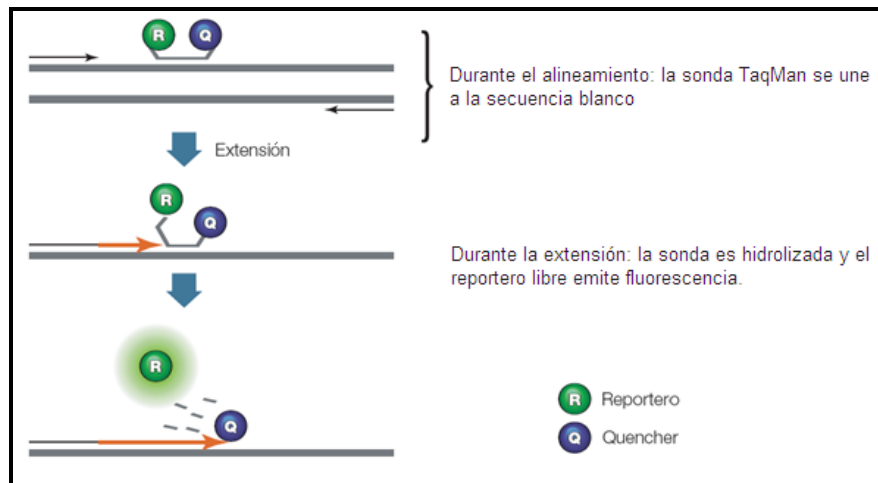 R Q
Durante el alineamiento: la sonda TaqMan se une
a la secuencia blanco
Extensión
R
Q
Durante la extensión: la sonda es hidrolizada y el
reportero libre emite fluorescencia.
R
Q
R Reportero
Q Quencher